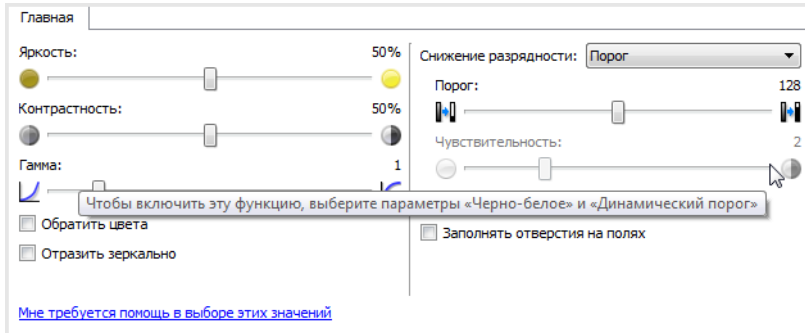 Главная
Яркость: 50%
Контрастность: 50%
Гамма: 1
Обратить цвета
Отразить зеркально
Мне требуется помощь в выборе этих значений
Снижение разрядности: Порог
Порог: 128
Чувствительность: 2
Чтобы включить эту функцию, выберите параметры «Черно-белое» и «Динамический порог»
Заполнять отверстия на полях